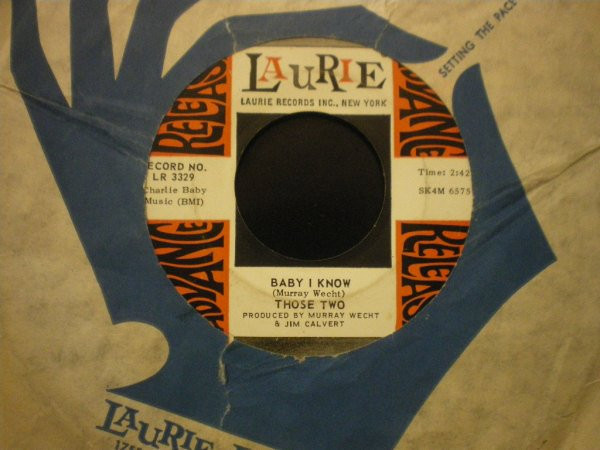 SETTING THE PACE
LAURIE
LAURIE RECORDS INC., NEW YORK
ADVANCE RELEASE
ADVANCE RELEASE
ECORD NO.
LR 3329
Charlie Baby
Music (BMI)
Time: 2:42
SK4M 6575
BABY I KNOW
(Murray Wecht)
THOSE TWO
PRODUCED BY MURRAY WECHT
& JIM CALVERT
LAURIE